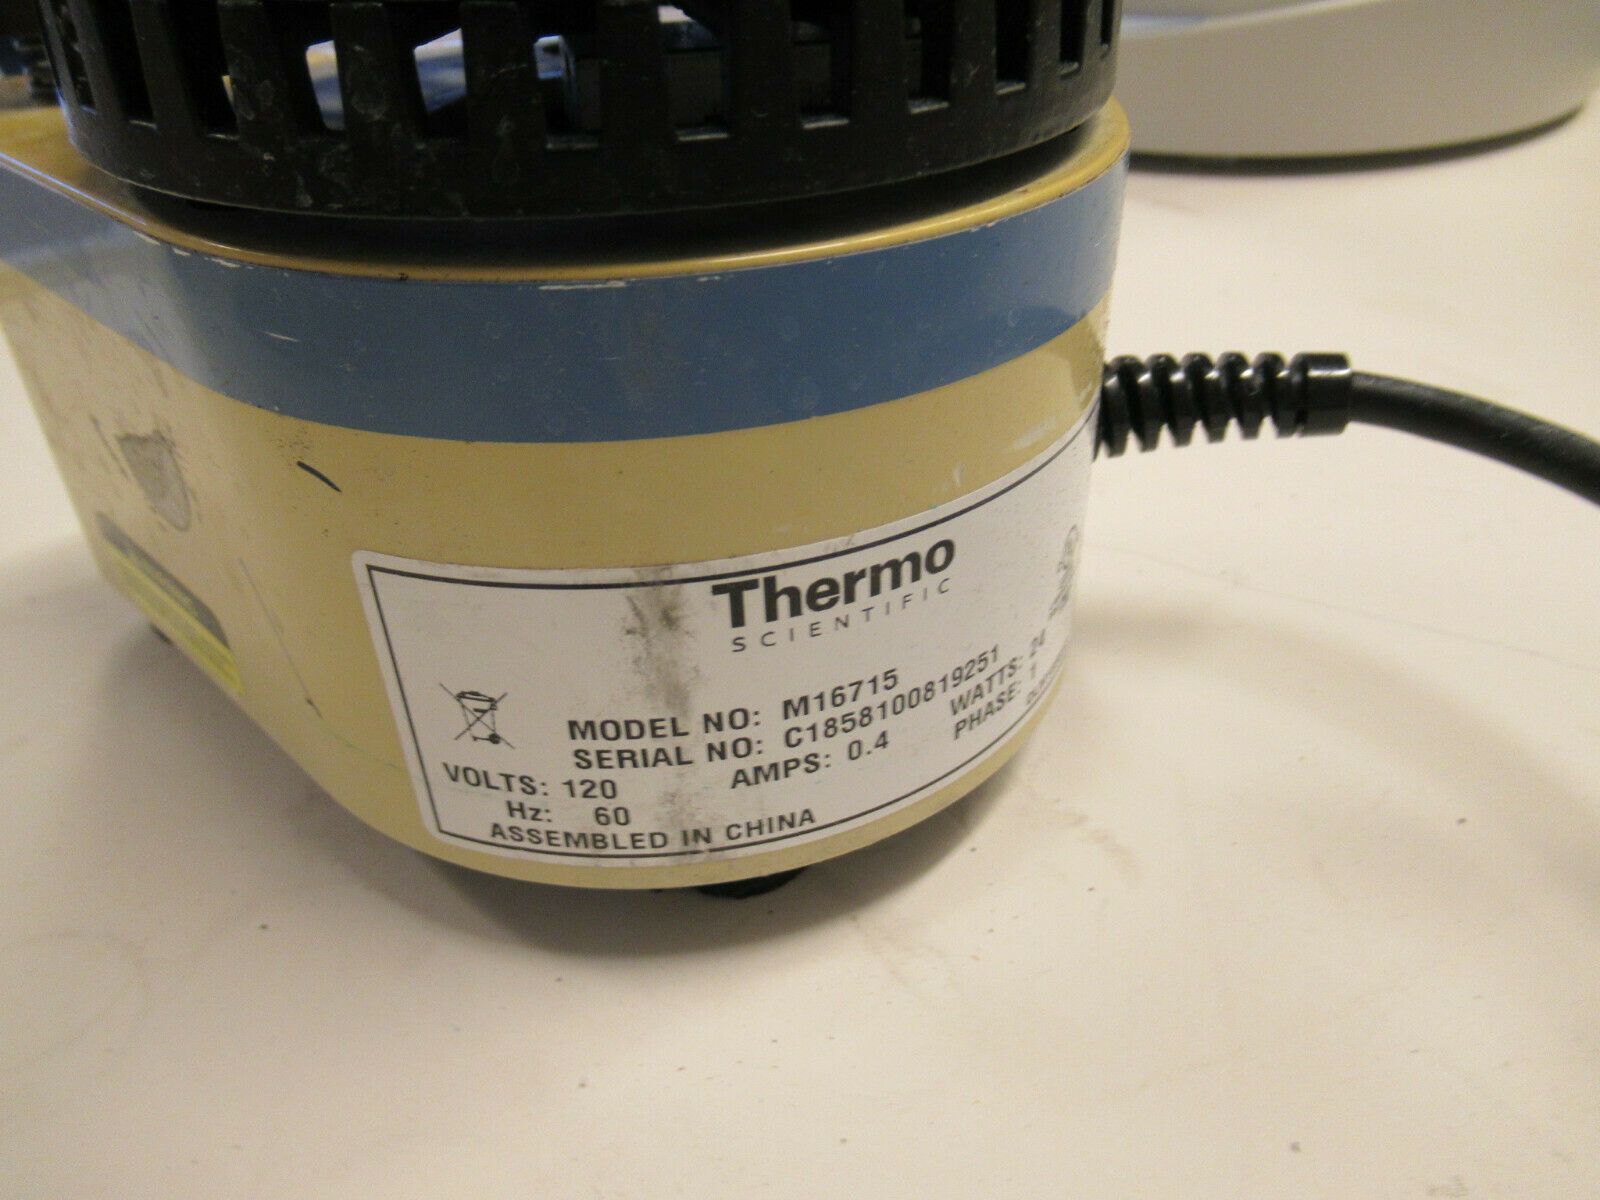 Thermo
SCIENTIFIC
MODEL NO: M16715
SERIAL NO: C1858100819251
VOLTS: 120 AMPS: 0.4 WATTS: 24
Hz: 60 PHASE: 1
ASSEMBLED IN CHINA